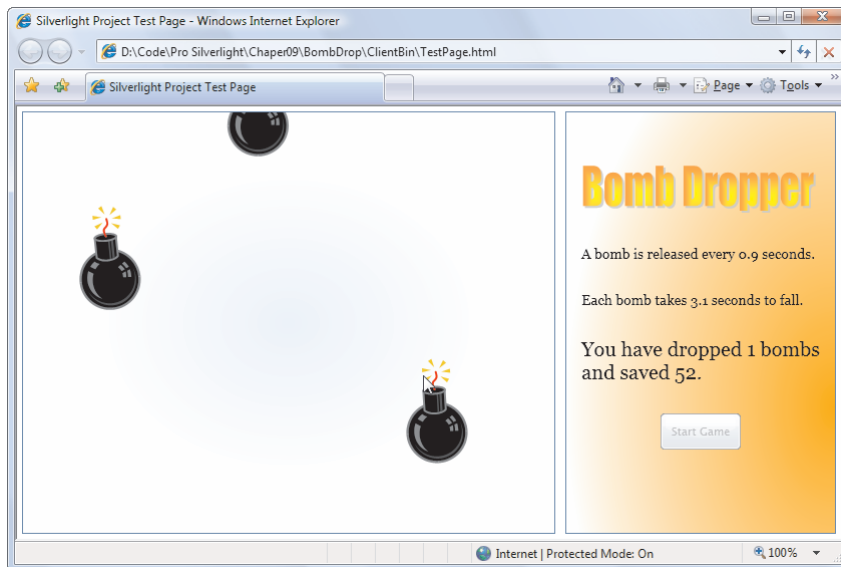 Silverlight Project Test Page - Windows Internet Explorer
D:\Code\Pro Silverlight\Chaper09\BombDrop\ClientBin\TestPage.html
Silverlight Project Test Page
Page
Tools
»
Bomb Dropper
A bomb is released every 0.9 seconds.
Each bomb takes 3.1 seconds to fall.
You have dropped 1 bombs
and saved 52.
Start Game
Internet | Protected Mode: On
100%